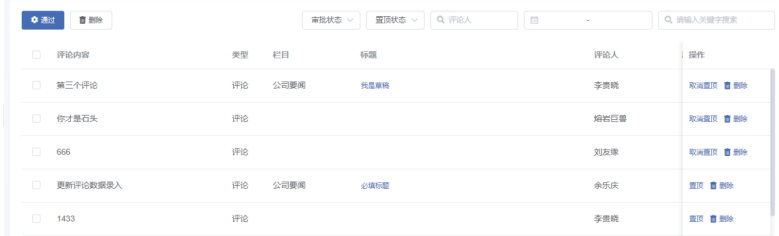 通过 删除 审批状态 置顶状态 评论人 - 请输入关键字搜索
评论内容 类型 栏目 标题 评论人 操作
第三个评论 评论 公司要闻 我是草稿 李贵晓 取消置顶 删除
你才是石头 评论 熔岩巨兽 取消置顶 删除
666 评论 刘友缘 取消置顶 删除
更新评论数据录入 评论 公司要闻 必填标题 余乐庆 置顶 删除
1433 评论 李贵晓 置顶 删除